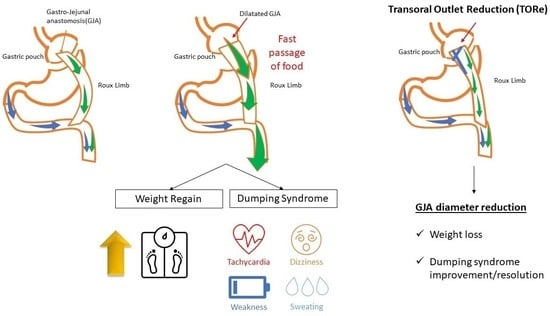 Gastro-Jejunal
anastomosis(GJA)
Gastric pouch
Roux Limb
Dilatated GJA
Gastric pouch
Fast
passage
of food
Roux Limb
Weight Regain
Dumping Syndrome
Tachycardia
Dizziness
Weakness
Sweating
Transoral Outlet Reduction (TORe)
Gastric pouch
Roux Limb
GJA diameter reduction
✓ Weight loss
✓ Dumping syndrome
improvement/resolution